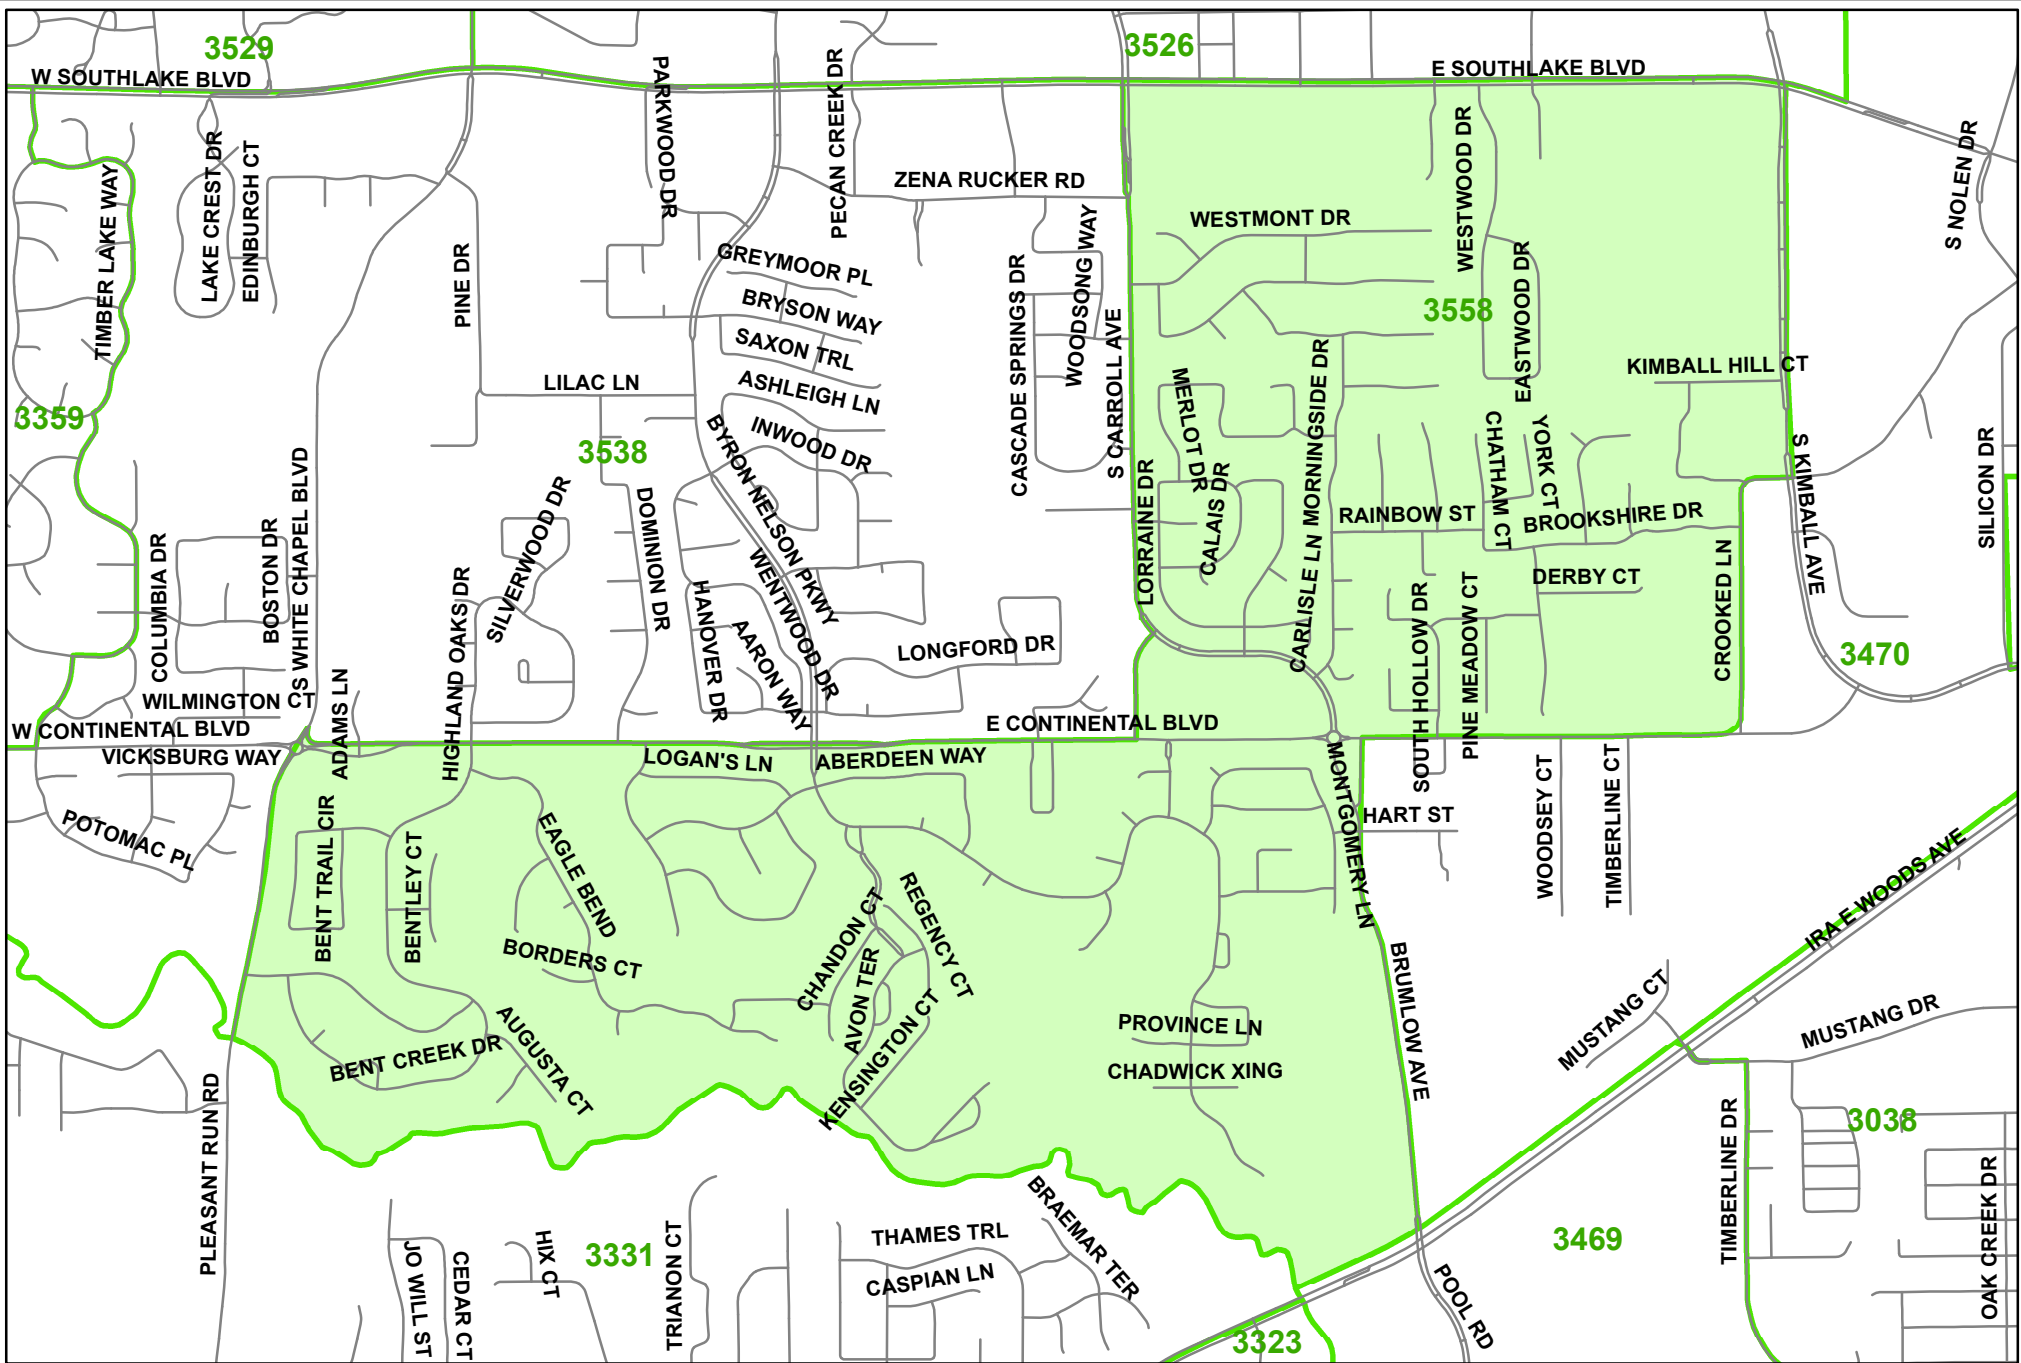 3529
3526
W SOUTHLAKE BLVD
E SOUTHLAKE BLVD
PARKWOOD DR
PECAN CREEK DR
LAKE CREST DR
EDINBURGH CT
TIMBER LAKE WAY
ZENA RUCKER RD
WESTWOOD DR
S NOLEN DR
WESTMONT DR
PINE DR
GREYMOOR PL
BRYSON WAY
SAXON TRL
ASHLEIGH LN
INWOOD DR
CASCADE SPRINGS DR
WOODSONG WAY
S CARROLL AVE
3558
EASTWOOD DR
KIMBALL HILL CT
LILAC LN
3359
3538
MERLOT DR
CARLISLE LN MORNINGSIDE DR
CHATHAM CT
YORK CT
S KIMBALL AVE
SILICON DR
S WHITE CHAPEL BLVD
BYRON NELSON PKWY
LORRAINE DR
CALAIS DR
RAINBOW ST
BROOKSHIRE DR
COLUMBIA DR
BOSTON DR
SILVERWOOD DR
DOMINION DR
WENTWOOD DR
DERBY CT
CROOKED LN
HIGHLAND OAKS DR
HANOVER DR
AARON WAY
LONGFORD DR
SOUTH HOLLOW DR
PINE MEADOW CT
3470
WILMINGTON CT
ADAMS LN
W CONTINENTAL BLVD
E CONTINENTAL BLVD
VICKSBURG WAY
LOGAN'S LN
ABERDEEN WAY
MONTGOMERY LN
WOODSEY CT
TIMBERLINE CT
POTOMAC PL
HART ST
BENT TRAIL CIR
BENTLEY CT
EAGLE BEND
IRA E WOODS AVE
REGENCY CT
CHANDON CT
BORDERS CT
AVON TER
KENSINGTON CT
BRUMLOW AVE
MUSTANG CT
MUSTANG DR
AUGUSTA CT
PROVINCE LN
BENT CREEK DR
CHADWICK XING
PLEASANT RUN RD
TIMBERLINE DR
3038
OAK CREEK DR
BRAEMAR TER
THAMES TRL
3469
JO WILL ST
CEDAR CT
HIX CT
3331
TRIANON CT
CASPIAN LN
POOL RD
3323